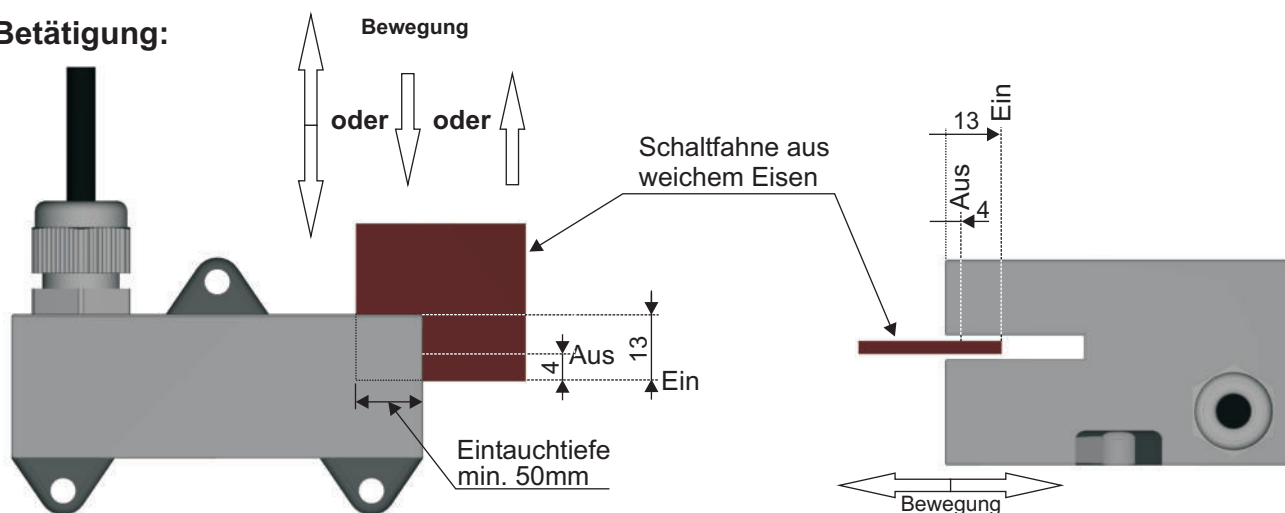 Betätigung:
Bewegung
oder
oder
Schaltfahne aus
weichem Eisen
13
Ein
Aus
4
4
Aus
13
Ein
Eintauchtiefe
min. 50mm
Bewegung